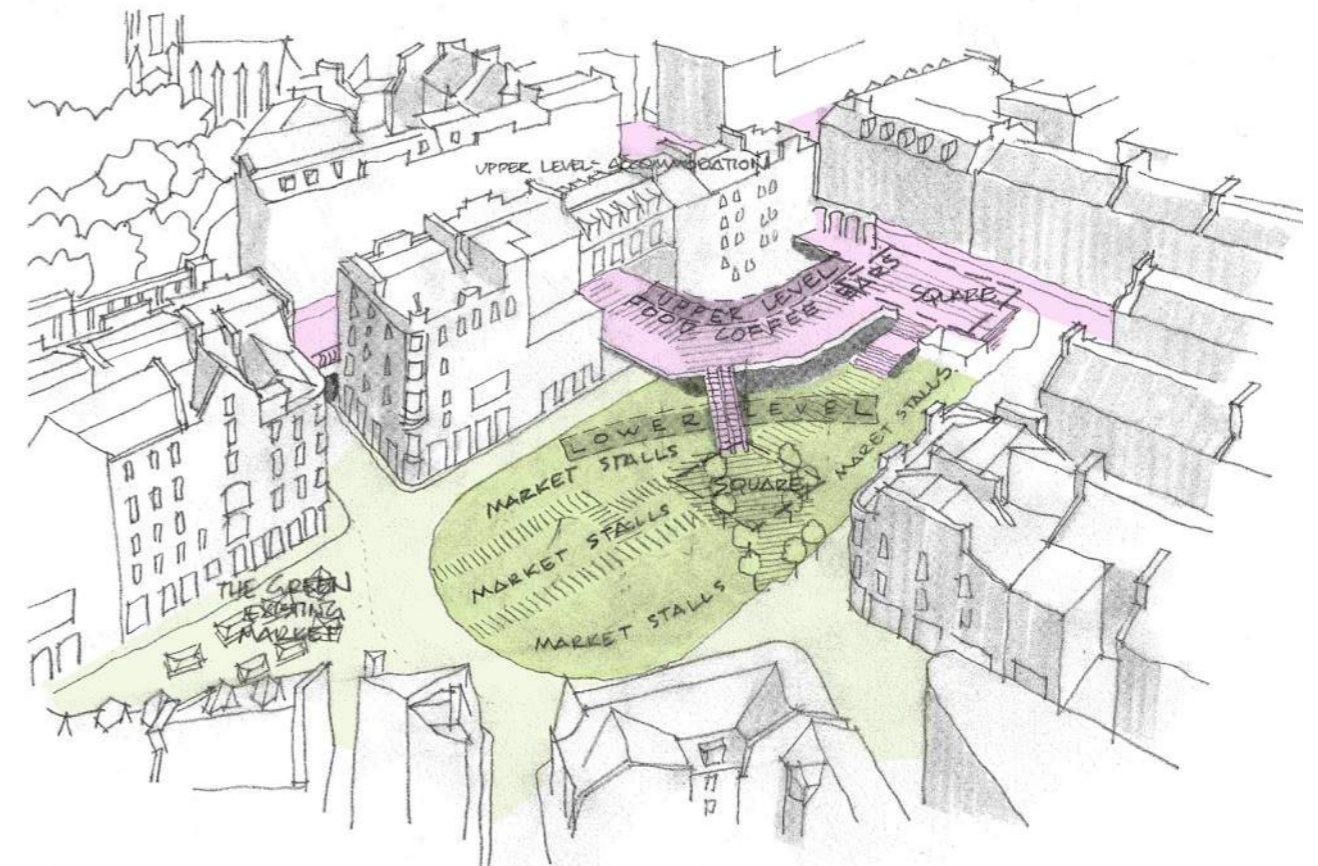 UPPER LEVEL- ACCOMMODATION
UPPER LEVEL
FOOD COFFEE BARS
SQUARE
LOWER LEVEL
MARKET STALLS
MARKET STALLS
MARKET STALLS
SQUARE
MARKET STALLS
THE GREEN
EXISTING
MARKET